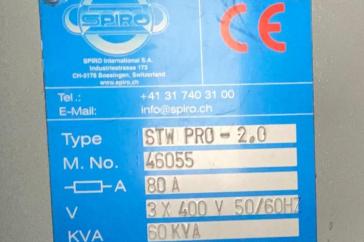 SPIRO
CE
SPIRO International S.A.
Industriestrasse 173
CH-3178 Boesingen, Switzerland
www.spiro.ch
Tel.: +41 31 740 31 00
E-Mail: info@spiro.ch
Type STW PRO-2.0
M. No. 46055
A 80 A
V 3 X 400 V 50/60HZ
KVA 60 KVA